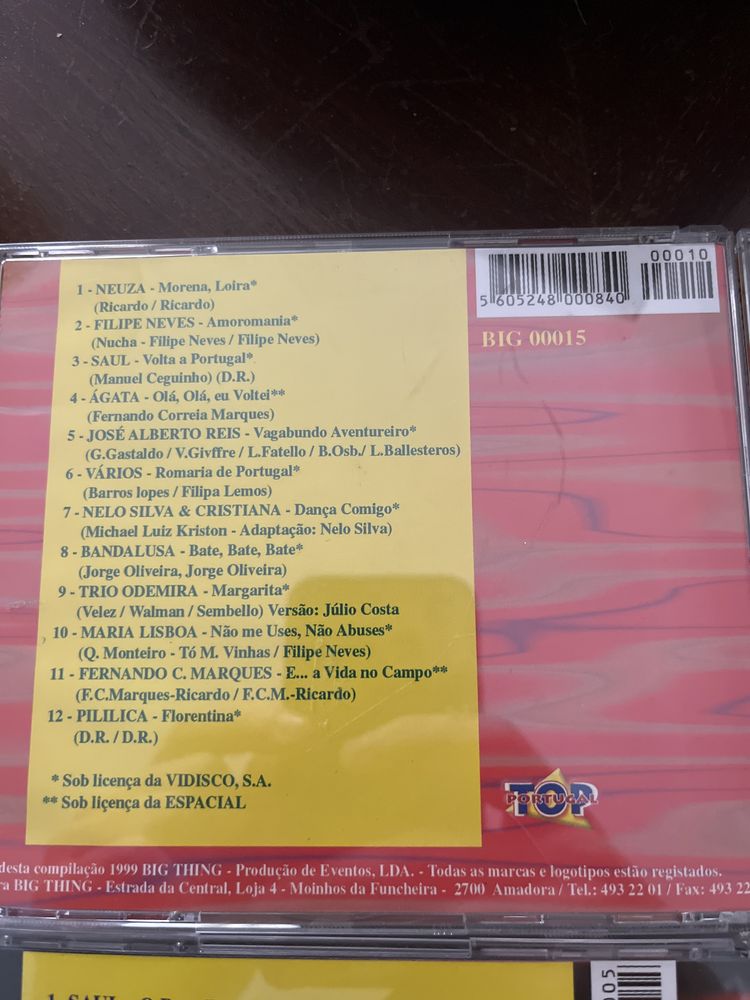 1 - NEUZA - Morena, Loira*
(Ricardo / Ricardo)
2 - FILIPE NEVES - Amoromania*
(Nucha - Filipe Neves / Filipe Neves)
3 - SAUL - Volta a Portugal*
(Manuel Ceguinho) (D.R.)
4 - ÁGATA - Olá, Olá, eu Voltei**
(Fernando Correia Marques)
5 - JOSÉ ALBERTO REIS - Vagabundo Aventureiro*
(G.Gastaldo / V.Givffre / L.Fatello / B.Osb./ L.Ballesteros)
6 - VÁRIOS - Romaria de Portugal*
(Barros lopes / Filipa Lemos)
7 - NELO SILVA & CRISTIANA - Dança Comigo*
(Michael Luiz Kriston - Adaptação: Nelo Silva)
8 - BANDALUSA - Bate, Bate, Bate*
(Jorge Oliveira, Jorge Oliveira)
9 - TRIO ODEMIRA - Margarita*
(Velez / Walman / Sembello) Versão: Júlio Costa
10 - MARIA LISBOA - Não me Uses, Não Abuses*
(Q. Monteiro - Tó M. Vinhas / Filipe Neves)
11 - FERNANDO C. MARQUES - E... a Vida no Campo**
(F.C.Marques-Ricardo / F.C.M.-Ricardo)
12 - PILILICA - Florentina*
(D.R. / D.R.)
* Sob licença da VIDISCO, S.A.
** Sob liçença da ESPACIAL
00010
5 605248 000840
BIG 00015
TOP
PORTUGAL
desta compilação 1999 BIG THING - Produção de Eventos, LDA. - Todas as marcas e logotipos estão registados.
ra BIG THING - Estrada da Central, Loja 4 - Moinhos da Funcheira - 2700 Amadora / Tel.: 493 22 01 / Fax: 493 22
005
1 SAUL